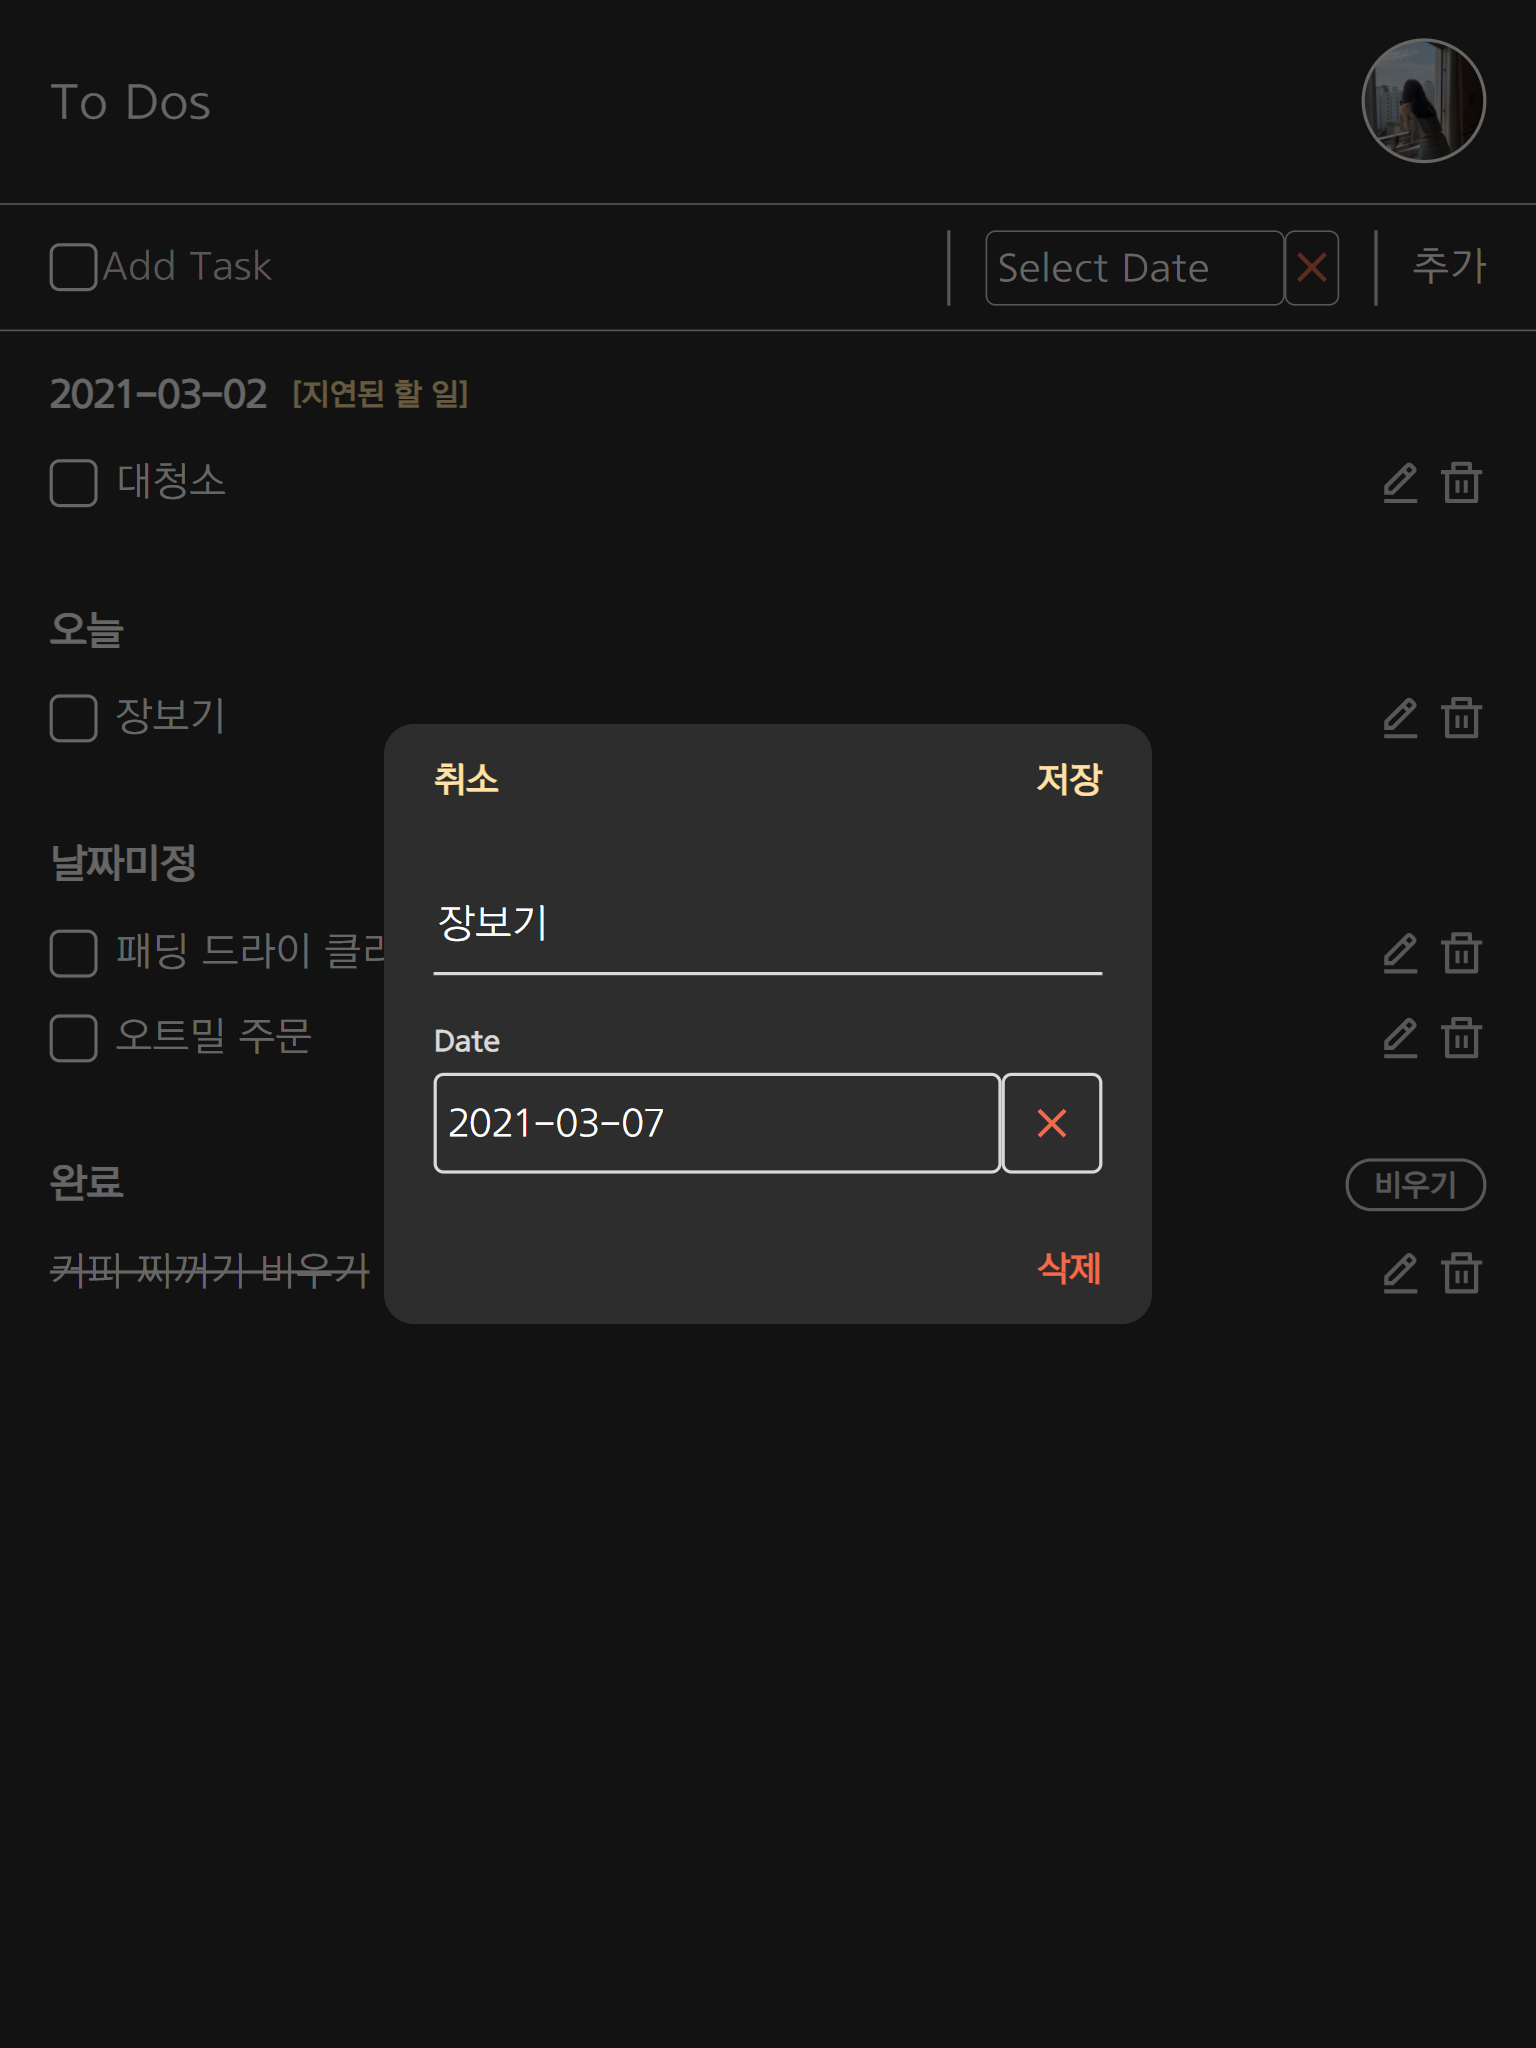 To Dos
Add Task
Select Date
추가
2021-03-02 [지연된 할 일]
대청소
오늘
장보기
날짜미정
패딩 드라이
오트밀 주문
완료
비우기
커피 찌꺼기 비우기
취소
저장
장보기
Date
2021-03-07
삭제